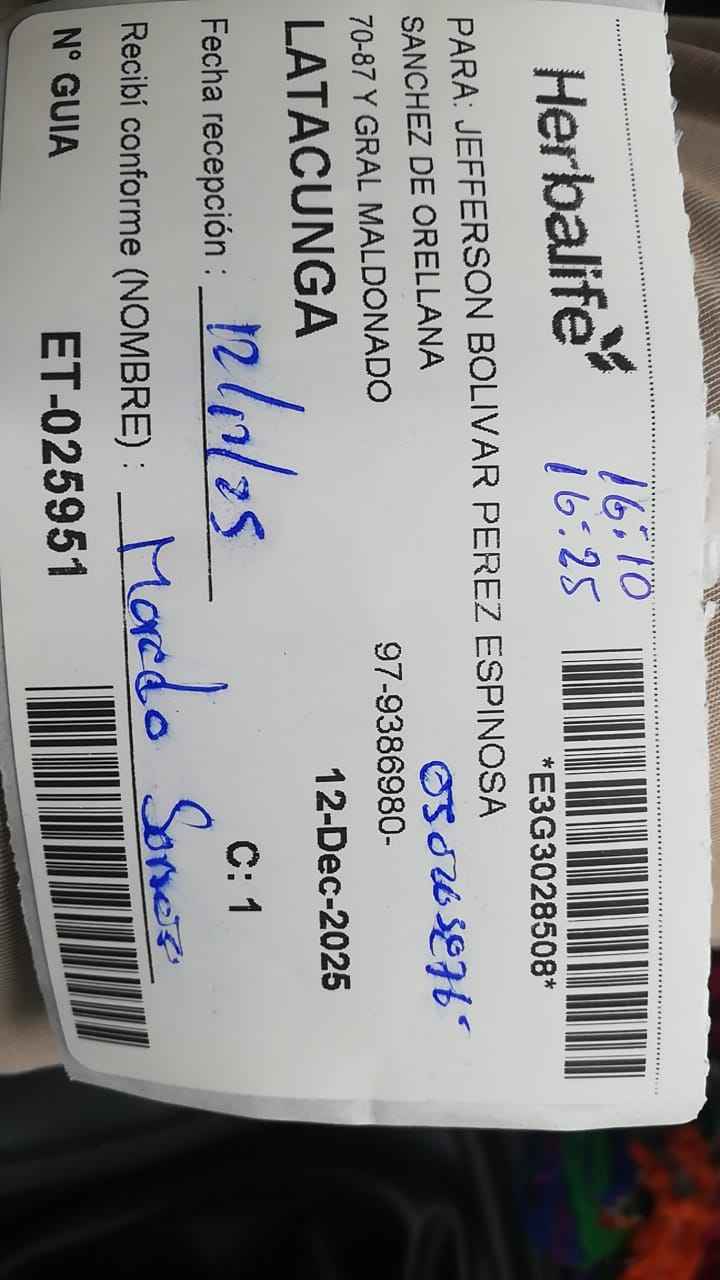 Herbalife
16:10
16:25
*E3G3028508*
PARA: JEFFERSON BOLIVAR PEREZ ESPINOSA
SANCHEZ DE ORELLANA
70-87 Y GRAL MALDONADO
97-9386980-
LATACUNGA
12-Dec-2025
Fecha recepción : 12/12/25
C: 1
Recibí conforme (NOMBRE) :
N° GUIA ET-025951